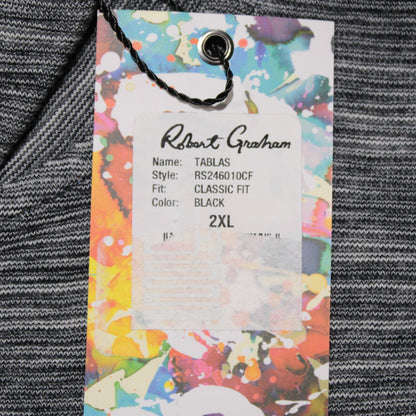 Robert Graham
Name: TABLAS
Style: RS246010CF
Fit: CLASSIC FIT
Color: BLACK
2XL